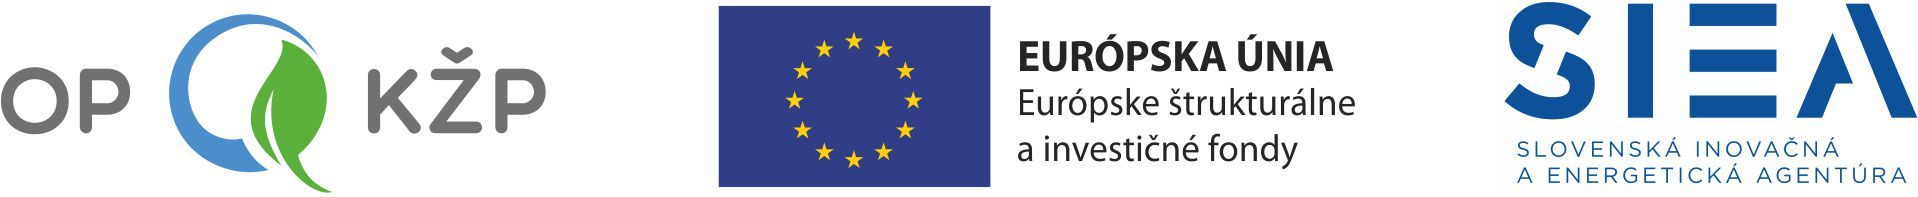 OP KŽP
EURÓPSKA ÚNIA
Európske štrukturálne
a investičné fondy
SIEA
SLOVENSKÁ INOVAČNÁ
A ENERGETICKÁ AGENTÚRA